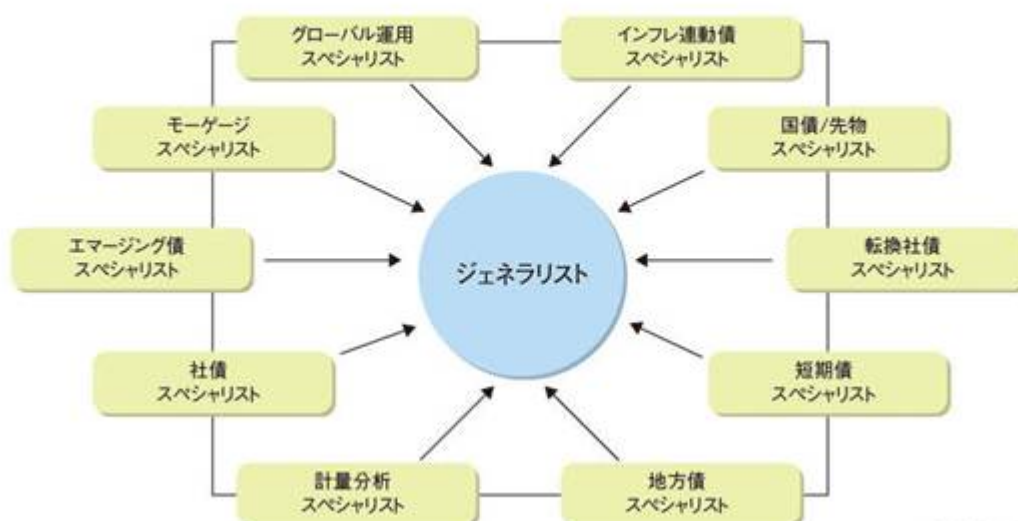 グローバル運用
スペシャリスト
インフレ連動債
スペシャリスト
モーゲージ
スペシャリスト
国債/先物
スペシャリスト
エマージング債
スペシャリスト
ジェネラリスト
転換社債
スペシャリスト
社債
スペシャリスト
短期債
スペシャリスト
計量分析
スペシャリスト
地方債
スペシャリスト